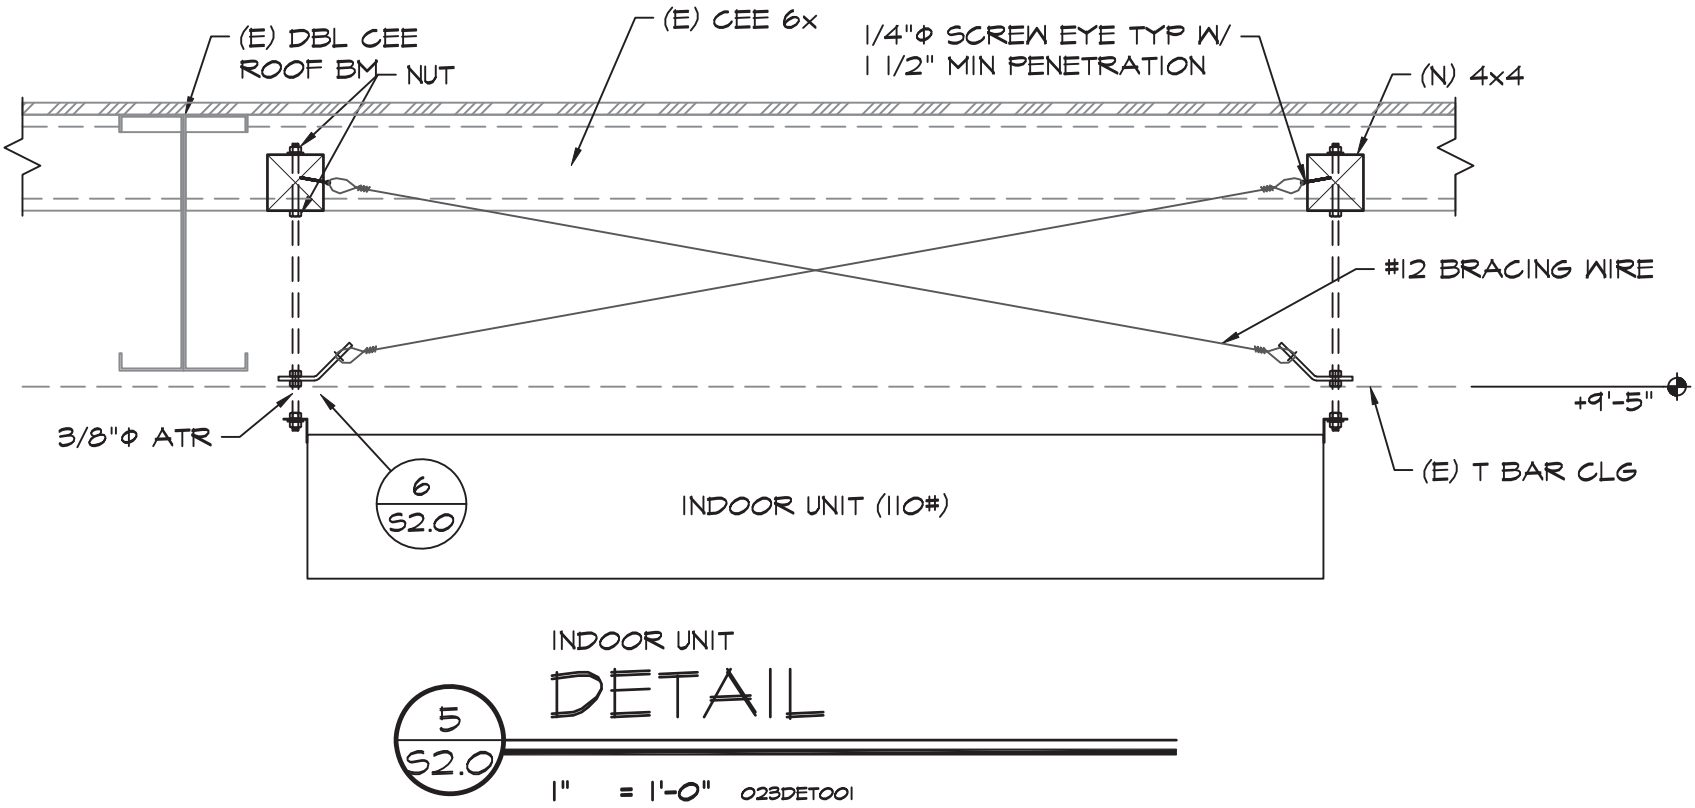 (E) DBL CEE
ROOF BM
NUT
(E) CEE 6x
1/4"Φ SCREW EYE TYP W/
1 1/2" MIN PENETRATION
(N) 4x4
#12 BRACING WIRE
+9'-5"
3/8"Φ ATR
(E) T BAR CLG
6
S2.0
INDOOR UNIT (110#)
INDOOR UNIT
DETAIL
5
S2.0
1" = 1'-0" 023DET001